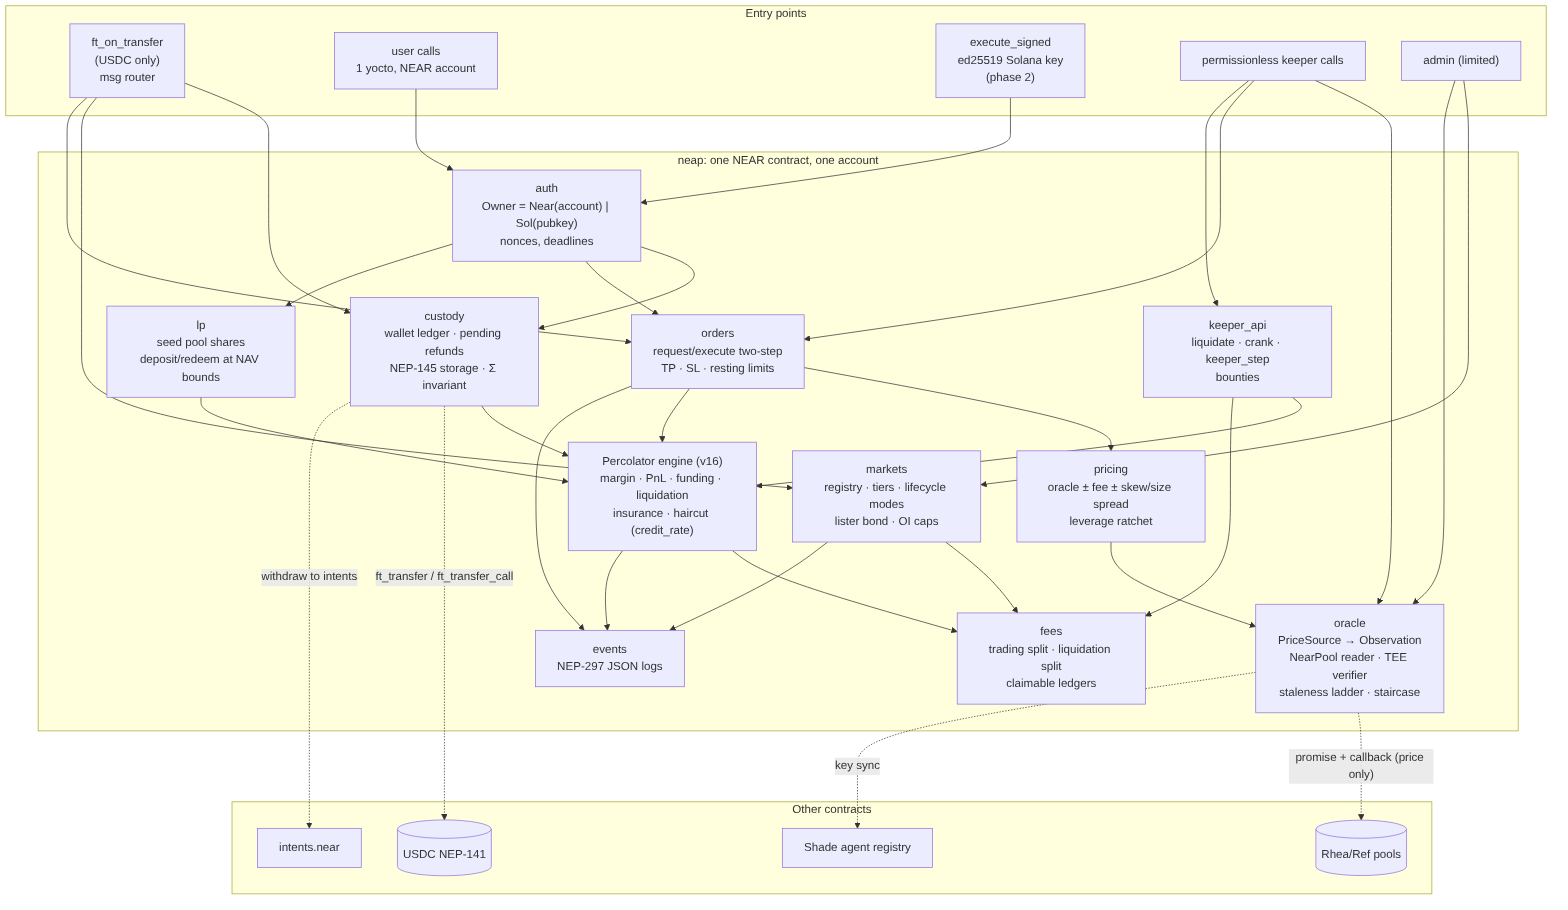 Entry points
ft_on_transfer
(USDC only)
msg router
user calls
1 yocto, NEAR account
execute_signed
ed25519 Solana key
(phase 2)
permissionless keeper calls
admin (limited)
neap: one NEAR contract, one account
auth
Owner = Near(account) |
Sol(pubkey)
nonces, deadlines
lp
seed pool shares
deposit/redeem at NAV
bounds
custody
wallet ledger · pending
refunds
NEP-145 storage · Σ
invariant
orders
request/execute two-step
TP · SL · resting limits
keeper_api
liquidate · crank ·
keeper_step
bounties
Percolator engine (v16)
margin · PnL · funding ·
liquidation
insurance · haircut
(credit_rate)
markets
registry · tiers · lifecycle
modes
lister bond · OI caps
pricing
oracle ± fee ± skew/size
spread
leverage ratchet
withdraw to intents
ft_transfer / ft_transfer_call
events
NEP-297 JSON logs
fees
trading split · liquidation
split
claimable ledgers
oracle
PriceSource → Observation
NearPool reader · TEE
verifier
staleness ladder · staircase
key sync
promise + callback (price
only)
Other contracts
intents.near
USDC NEP-141
Shade agent registry
Rhea/Ref pools